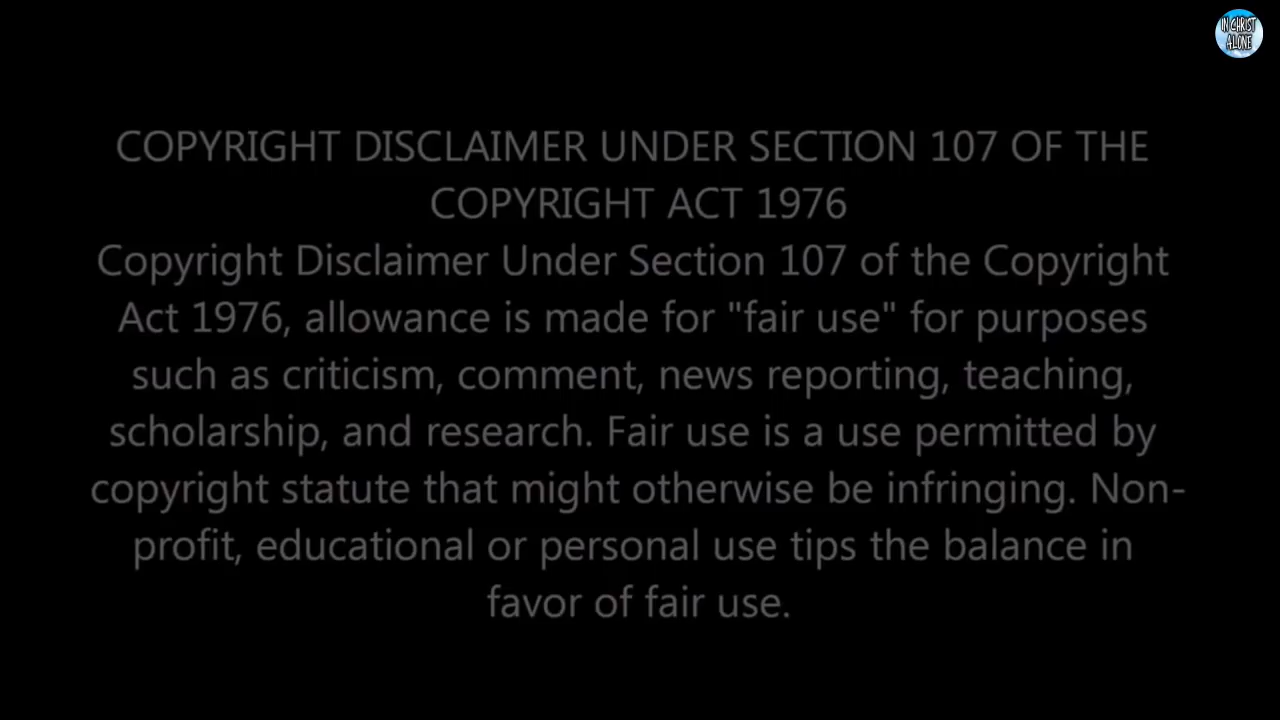 IN CHRIST
ALONE
COPYRIGHT DISCLAIMER UNDER SECTION 107 OF THE
COPYRIGHT ACT 1976
Copyright Disclaimer Under Section 107 of the Copyright
Act 1976, allowance is made for "fair use" for purposes
such as criticism, comment, news reporting, teaching,
scholarship, and research. Fair use is a use permitted by
copyright statute that might otherwise be infringing. Non-
profit, educational or personal use tips the balance in
favor of fair use.